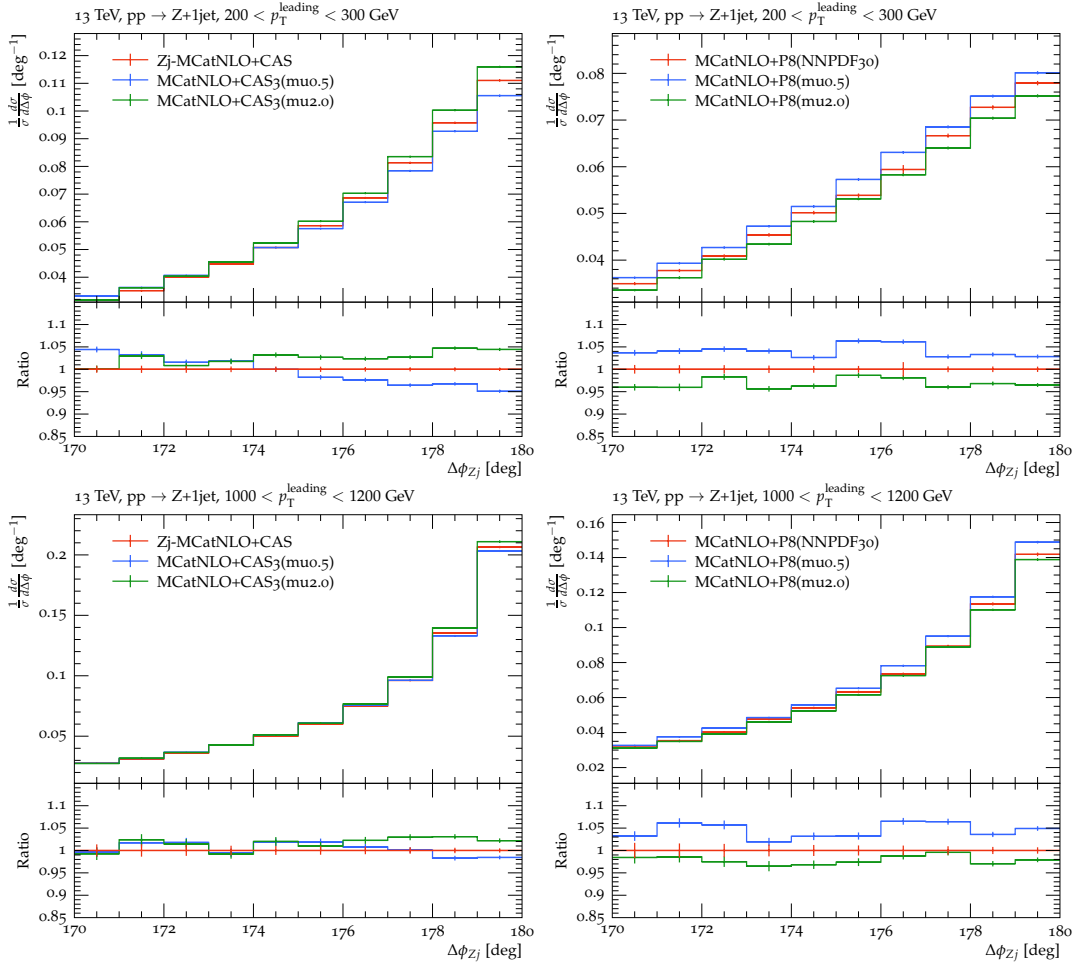 13 TeV, pp → Z+1jet, 200 < p_T^leading < 300 GeV
1/σ dσ/dΔϕ [deg⁻¹]
Zj-MCatNLO+CAS
MCatNLO+CAS3(mu0.5)
MCatNLO+CAS3(mu2.0)
0.12
0.11
0.1
0.09
0.08
0.07
0.06
0.05
0.04
Ratio
1.1
1.05
1
0.95
0.9
0.85
170 172 174 176 178 180
Δϕ_Zj [deg]
13 TeV, pp → Z+1jet, 200 < p_T^leading < 300 GeV
1/σ dσ/dΔϕ [deg⁻¹]
MCatNLO+P8(NNPDF30)
MCatNLO+P8(mu0.5)
MCatNLO+P8(mu2.0)
0.08
0.07
0.06
0.05
0.04
Ratio
1.1
1.05
1
0.95
0.9
0.85
170 172 174 176 178 180
Δϕ_Zj [deg]
13 TeV, pp → Z+1jet, 1000 < p_T^leading < 1200 GeV
1/σ dσ/dΔϕ [deg⁻¹]
Zj-MCatNLO+CAS
MCatNLO+CAS3(mu0.5)
MCatNLO+CAS3(mu2.0)
0.2
0.15
0.1
0.05
Ratio
1.1
1.05
1
0.95
0.9
0.85
170 172 174 176 178 180
Δϕ_Zj [deg]
13 TeV, pp → Z+1jet, 1000 < p_T^leading < 1200 GeV
1/σ dσ/dΔϕ [deg⁻¹]
MCatNLO+P8(NNPDF30)
MCatNLO+P8(mu0.5)
MCatNLO+P8(mu2.0)
0.16
0.14
0.12
0.1
0.08
0.06
0.04
0.02
Ratio
1.1
1.05
1
0.95
0.9
0.85
170 172 174 176 178 180
Δϕ_Zj [deg]